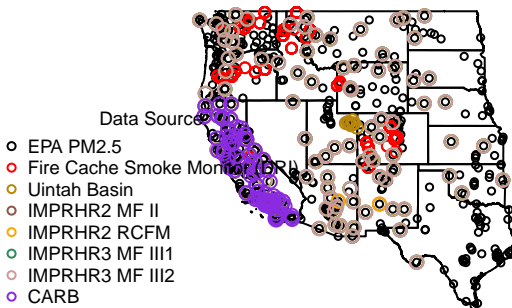 Data Source
EPA PM2.5
Fire Cache Smoke Monitor (DRI)
Uintah Basin
IMPRHR2 MF II
IMPRHR2 RCFM
IMPRHR3 MF III1
IMPRHR3 MF III2
CARB